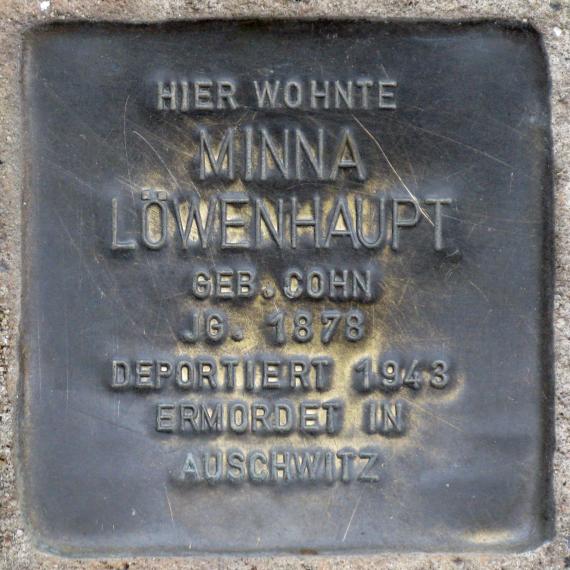 HIER WOHNTE
MINNA
LÖWENHAUPT
GEB. COHN
JG. 1878
DEPORTIERT 1943
ERMORDET IN
AUSCHWITZ